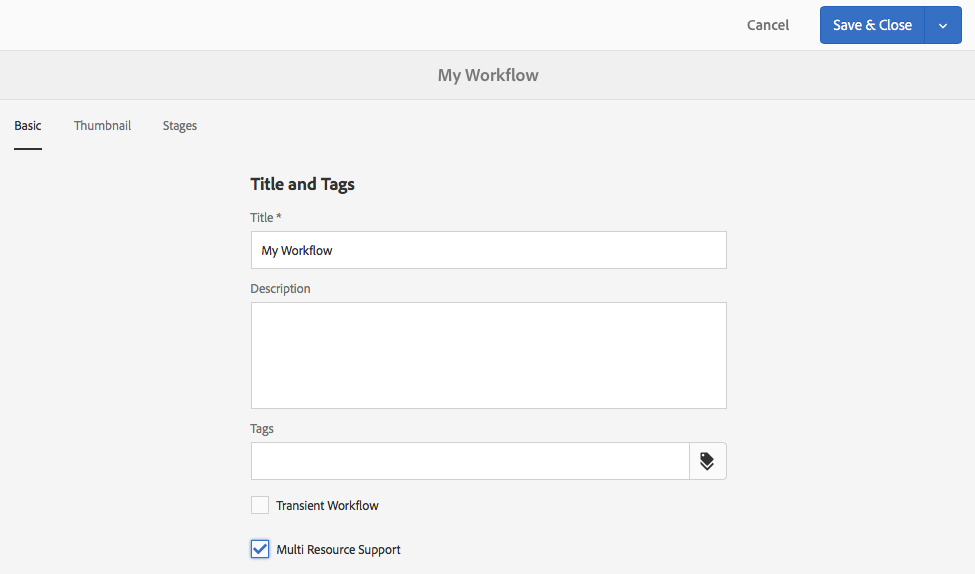 Cancel
Save & Close
My Workflow
Basic
Thumbnail
Stages
Title and Tags
Title *
My Workflow
Description
Tags
Transient Workflow
Multi Resource Support